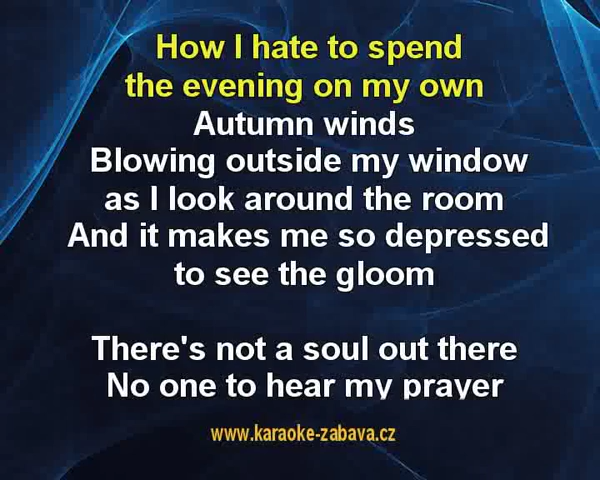 How I hate to spend
the evening on my own
Autumn winds
Blowing outside my window
as I look around the room
And it makes me so depressed
to see the gloom
There's not a soul out there
No one to hear my prayer
www.karaoke-zabava.cz